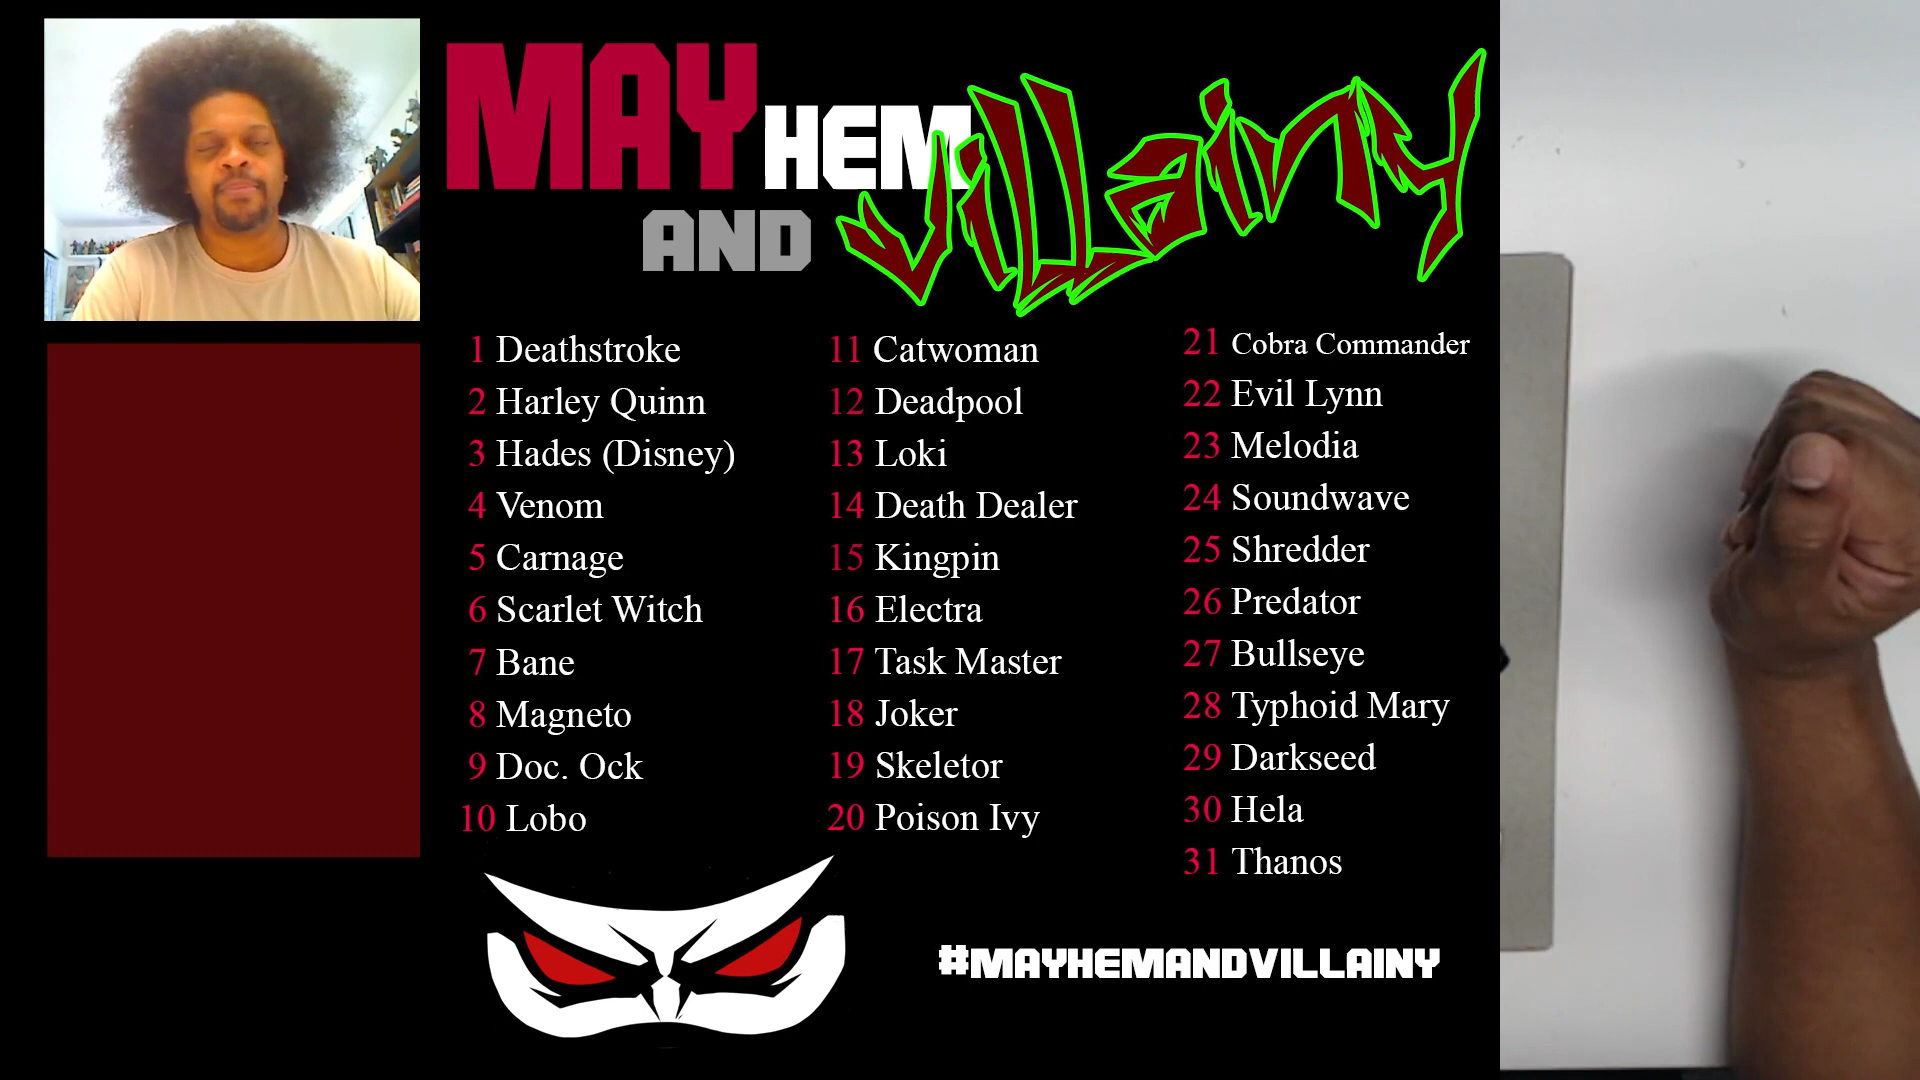 MAYHEM
AND Villainy
1 Deathstroke
2 Harley Quinn
3 Hades (Disney)
4 Venom
5 Carnage
6 Scarlet Witch
7 Bane
8 Magneto
9 Doc. Ock
10 Lobo
11 Catwoman
12 Deadpool
13 Loki
14 Death Dealer
15 Kingpin
16 Electra
17 Task Master
18 Joker
19 Skeletor
20 Poison Ivy
21 Cobra Commander
22 Evil Lynn
23 Melodia
24 Soundwave
25 Shredder
26 Predator
27 Bullseye
28 Typhoid Mary
29 Darkseed
30 Hela
31 Thanos
#MAYHEMANDVILLAINY